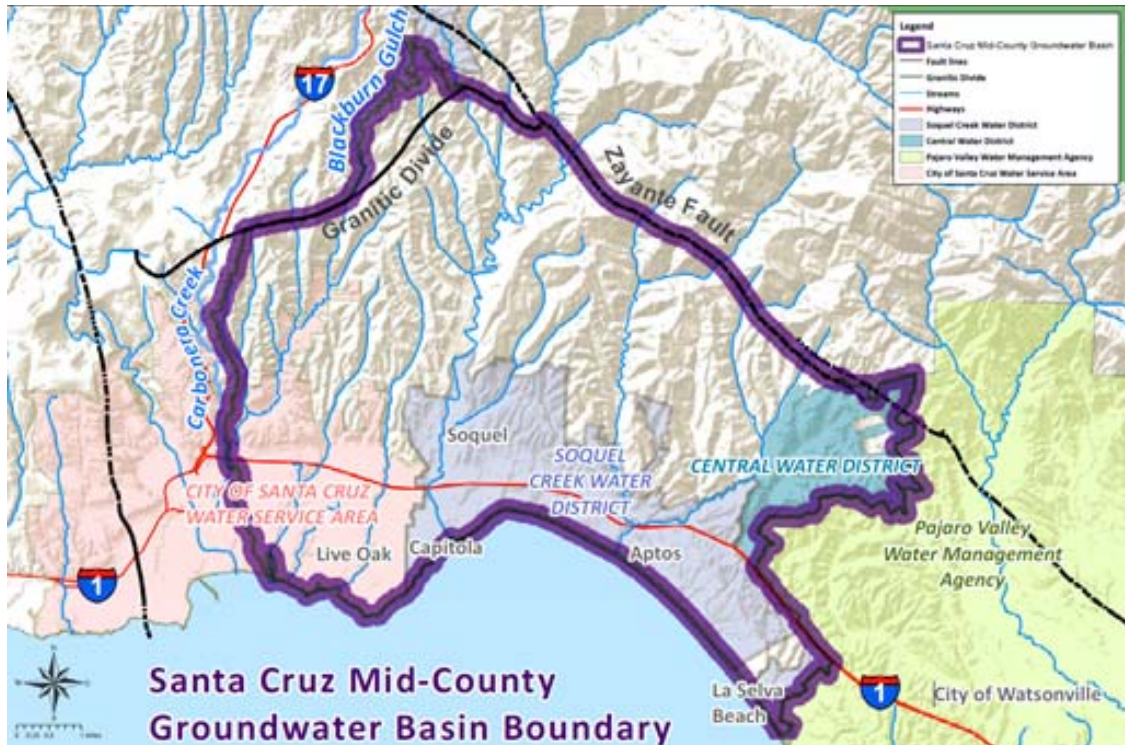 Legend
Santa Cruz Mid-County Groundwater Basin
Fault lines
Granitic Divide
Streams
Highways
Soquel Creek Water District
Central Water District
Pajaro Valley Water Management Agency
City of Santa Cruz Water Service Area
17
Blackburn Gulch
Granitic Divide
Zayante Fault
Carbonera Creek
Soquel
SOQUEL
CREEK WATER
DISTRICT
CENTRAL WATER DISTRICT
CITY OF SANTA CRUZ
WATER SERVICE AREA
Live Oak
Capitola
Aptos
Pajaro Valley
Water Management
Agency
1
La Selva
Beach
1
City of Watsonville
Santa Cruz Mid-County
Groundwater Basin Boundary